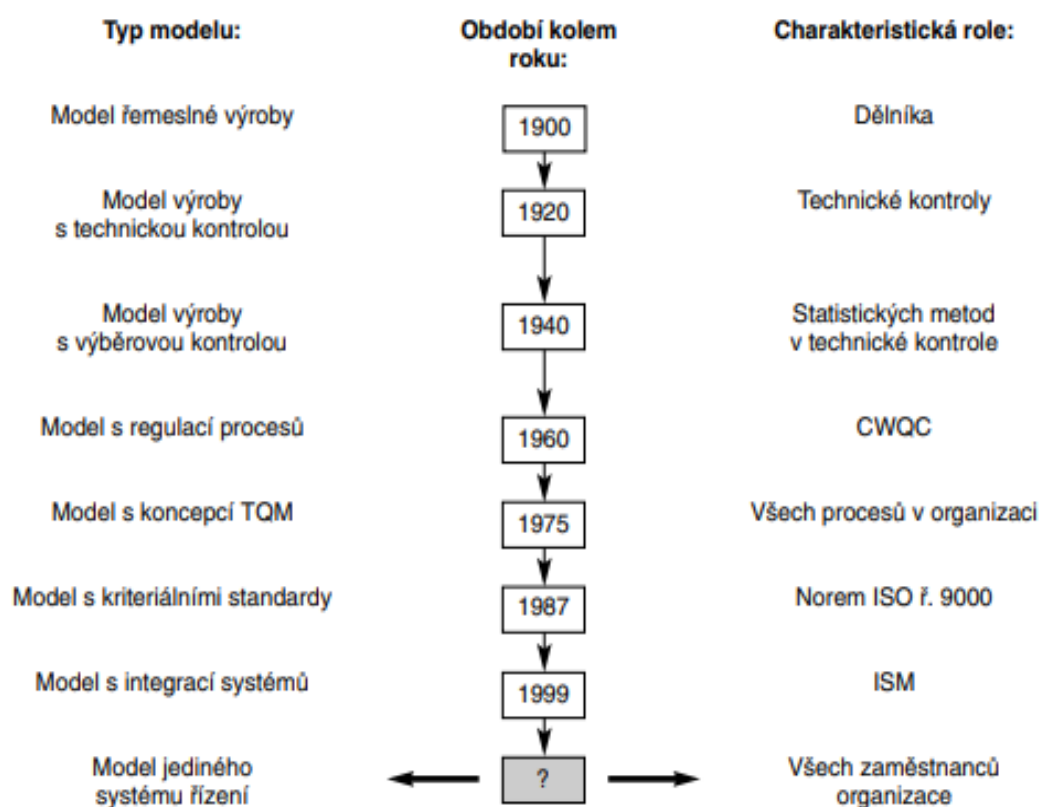 Typ modelu:
Období kolem
roku:
Charakteristická role:
Model řemeslné výroby
1900
Dělníka
Model výroby
s technickou kontrolou
1920
Technické kontroly
Model výroby
s výběrovou kontrolou
1940
Statistických metod
v technické kontrole
Model s regulací procesů
1960
CWQC
Model s koncepcí TQM
1975
Všech procesů v organizaci
Model s kriteriálními standardy
1987
Norem ISO ř. 9000
Model s integrací systémů
1999
ISM
Model jediného
systému řízení
?
Všech zaměstnanců
organizace